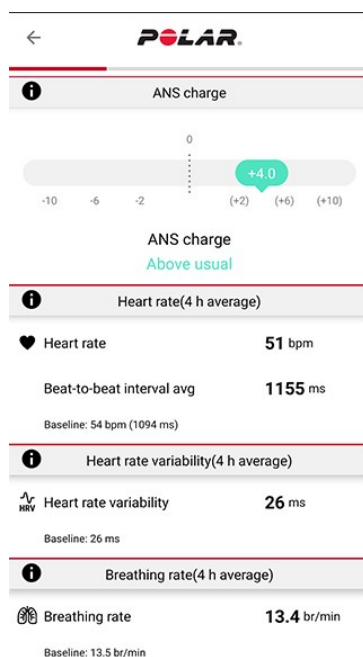 POLAR.
ANS charge
0
+4.0
-10 -6 -2 (+2) (+6) (+10)
ANS charge
Above usual
Heart rate(4 h average)
Heart rate 51 bpm
Beat-to-beat interval avg 1155 ms
Baseline: 54 bpm (1094 ms)
Heart rate variability(4 h average)
HRV Heart rate variability 26 ms
Baseline: 26 ms
Breathing rate(4 h average)
Breathing rate 13.4 br/min
Baseline: 13.5 br/min